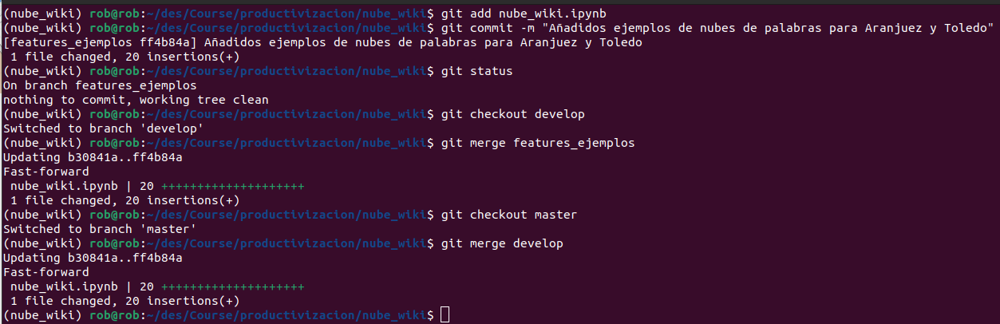 (nube_wiki) rob@rob:~/des/Course/productivizacion/nube_wiki$ git add nube_wiki.ipynb
(nube_wiki) rob@rob:~/des/Course/productivizacion/nube_wiki$ git commit -m "Añadidos ejemplos de nubes de palabras para Aranjuez y Toledo"
[features_ejemplos ff4b84a] Añadidos ejemplos de nubes de palabras para Aranjuez y Toledo
 1 file changed, 20 insertions(+)
(nube_wiki) rob@rob:~/des/Course/productivizacion/nube_wiki$ git status
On branch features_ejemplos
nothing to commit, working tree clean
(nube_wiki) rob@rob:~/des/Course/productivizacion/nube_wiki$ git checkout develop
Switched to branch 'develop'
(nube_wiki) rob@rob:~/des/Course/productivizacion/nube_wiki$ git merge features_ejemplos
Updating b30841a..ff4b84a
Fast-forward
 nube_wiki.ipynb | 20 ++++++++++++++++++++
 1 file changed, 20 insertions(+)
(nube_wiki) rob@rob:~/des/Course/productivizacion/nube_wiki$ git checkout master
Switched to branch 'master'
(nube_wiki) rob@rob:~/des/Course/productivizacion/nube_wiki$ git merge develop
Updating b30841a..ff4b84a
Fast-forward
 nube_wiki.ipynb | 20 ++++++++++++++++++++
 1 file changed, 20 insertions(+)
(nube_wiki) rob@rob:~/des/Course/productivizacion/nube_wiki$